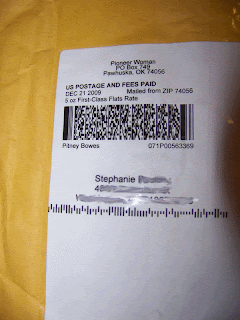 Pioneer Woman
PO Box 749
Pawhuska, OK 74056
US POSTAGE AND FEES PAID
DEC 21 2009 Mailed from ZIP 74056
5 oz First-Class Flats Rate
Pitney Bowes 071P00563369
Stephanie